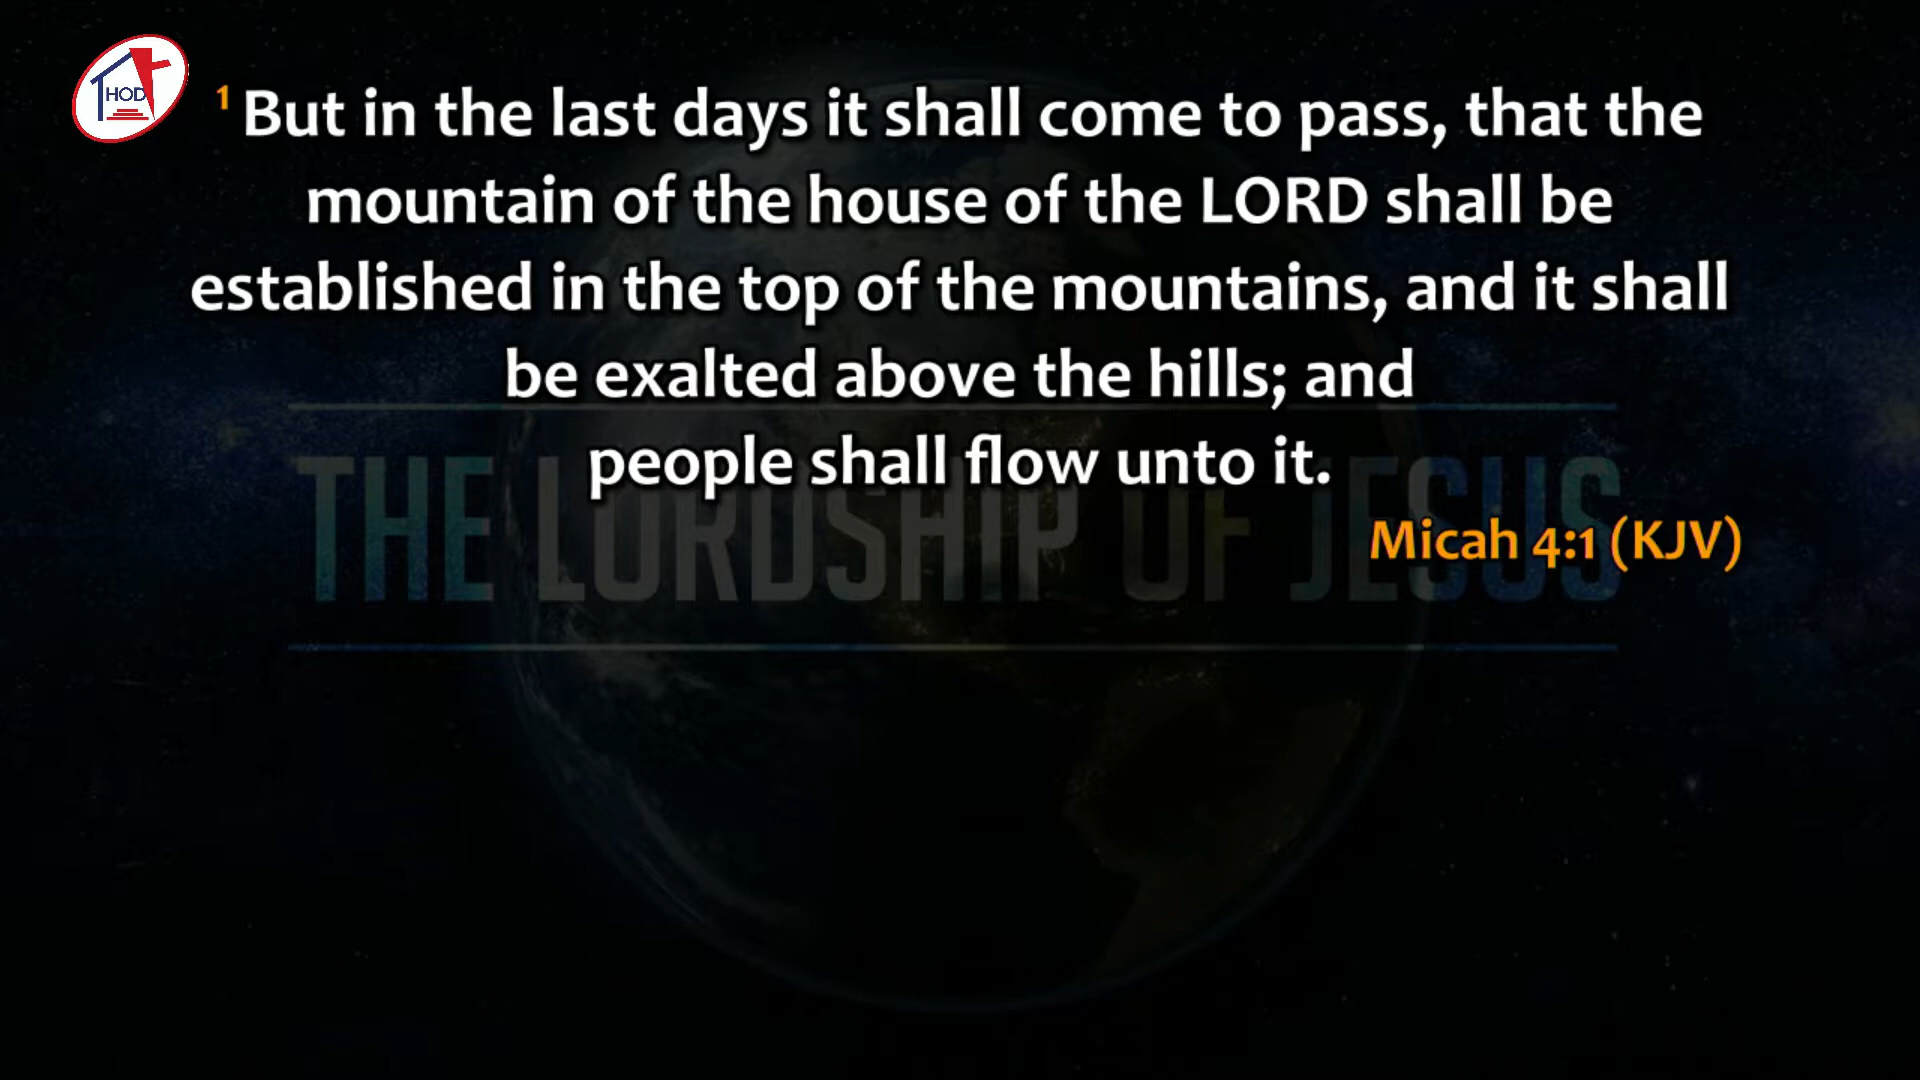 HOD
1 But in the last days it shall come to pass, that the
mountain of the house of the LORD shall be
established in the top of the mountains, and it shall
be exalted above the hills; and
people shall flow unto it.
Micah 4:1 (KJV)
THE LORDSHIP OF JESUS